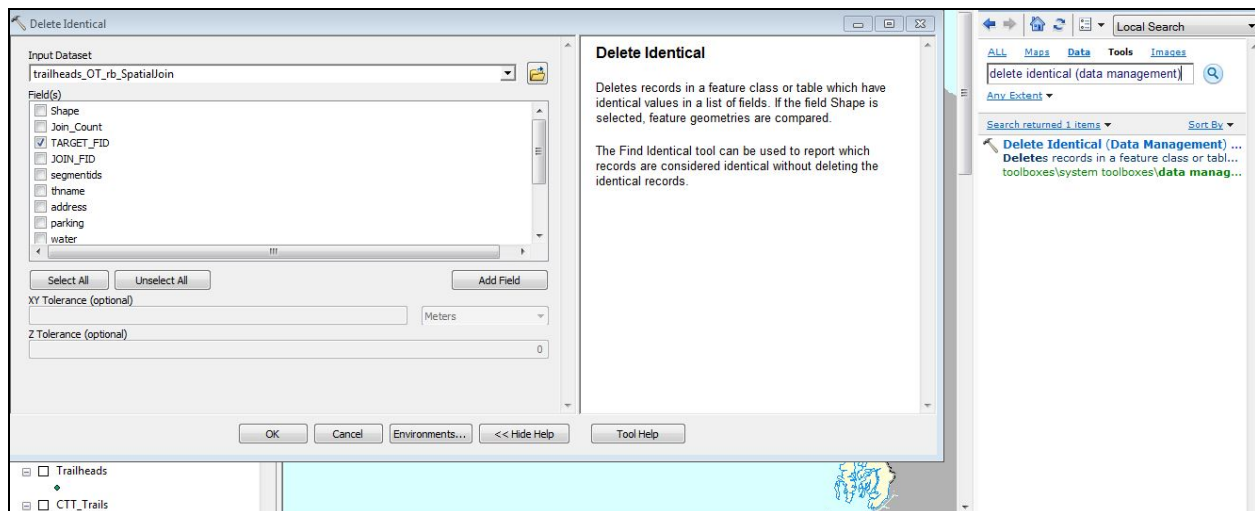 Delete Identical
Input Dataset
trailheads_OT_rb_SpatialJoin
Field(s)
Shape
Join_Count
TARGET_FID
JOIN_FID
segmentids
thname
address
parking
water
Select All
Unselect All
Add Field
XY Tolerance (optional)
Meters
Z Tolerance (optional)
0
OK
Cancel
Environments...
<< Hide Help
Tool Help
Delete Identical
Deletes records in a feature class or table which have
identical values in a list of fields. If the field Shape is
selected, feature geometries are compared.
The Find Identical tool can be used to report which
records are considered identical without deleting the
identical records.
Local Search
ALL Maps Data Tools Images
delete identical (data management)
Any Extent
Search returned 1 items
Sort By
Delete Identical (Data Management) ...
Deletes records in a feature class or tabl...
toolboxes\system toolboxes\data manag...
Trailheads
CTT_Trails